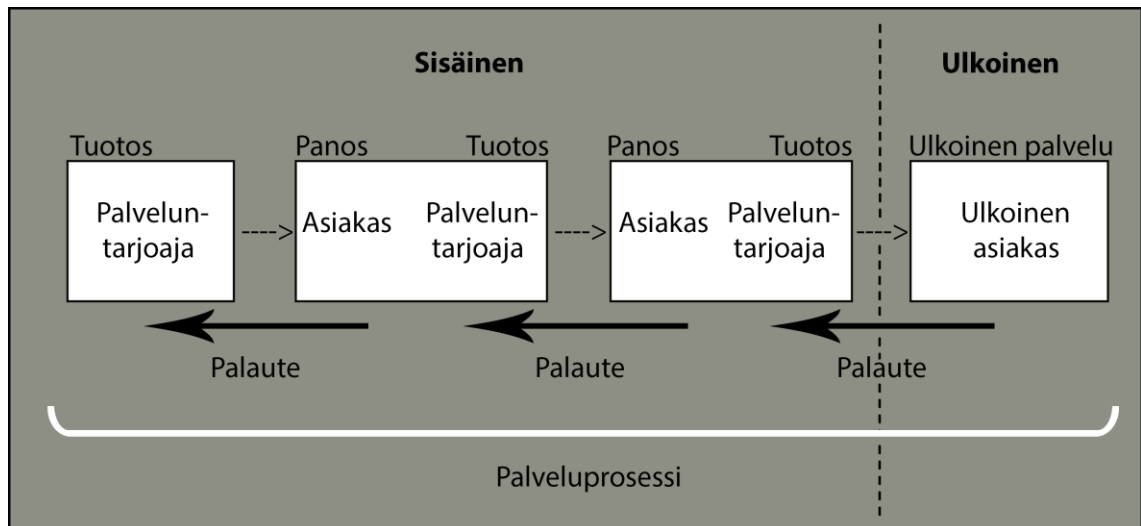 Sisäinen
Ulkoinen
Tuotos
Panos
Tuotos
Panos
Tuotos
Ulkoinen palvelu
Palvelun-
tarjoaja
---->
Asiakas
Palvelun-
tarjoaja
---->
Asiakas
Palvelun-
tarjoaja
---->
Ulkoinen
asiakas
Palaute
Palaute
Palaute
Palveluprosessi